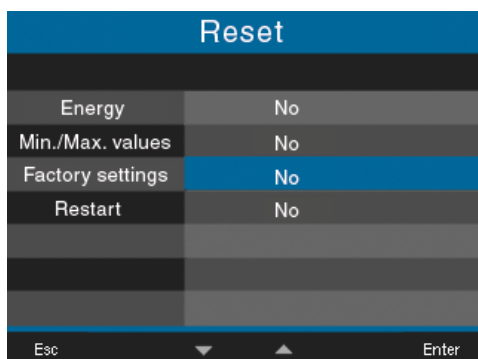 Reset
Energy No
Min./Max. values No
Factory settings No
Restart No
Esc Enter